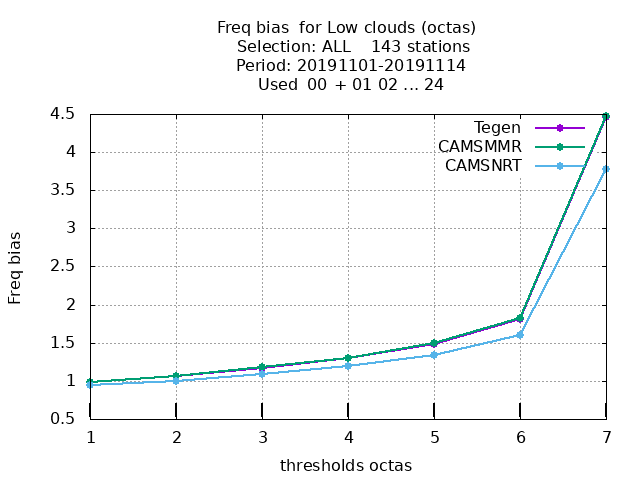 Freq bias  for Low clouds (octas)
Selection: ALL    143 stations
Period: 20191101-20191114
Used  00 + 01 02 ... 24
4.5
4
3.5
3
2.5
2
1.5
1
0.5
Freq bias
Tegen
CAMSMMR
CAMSNRT
1 2 3 4 5 6 7
thresholds octas